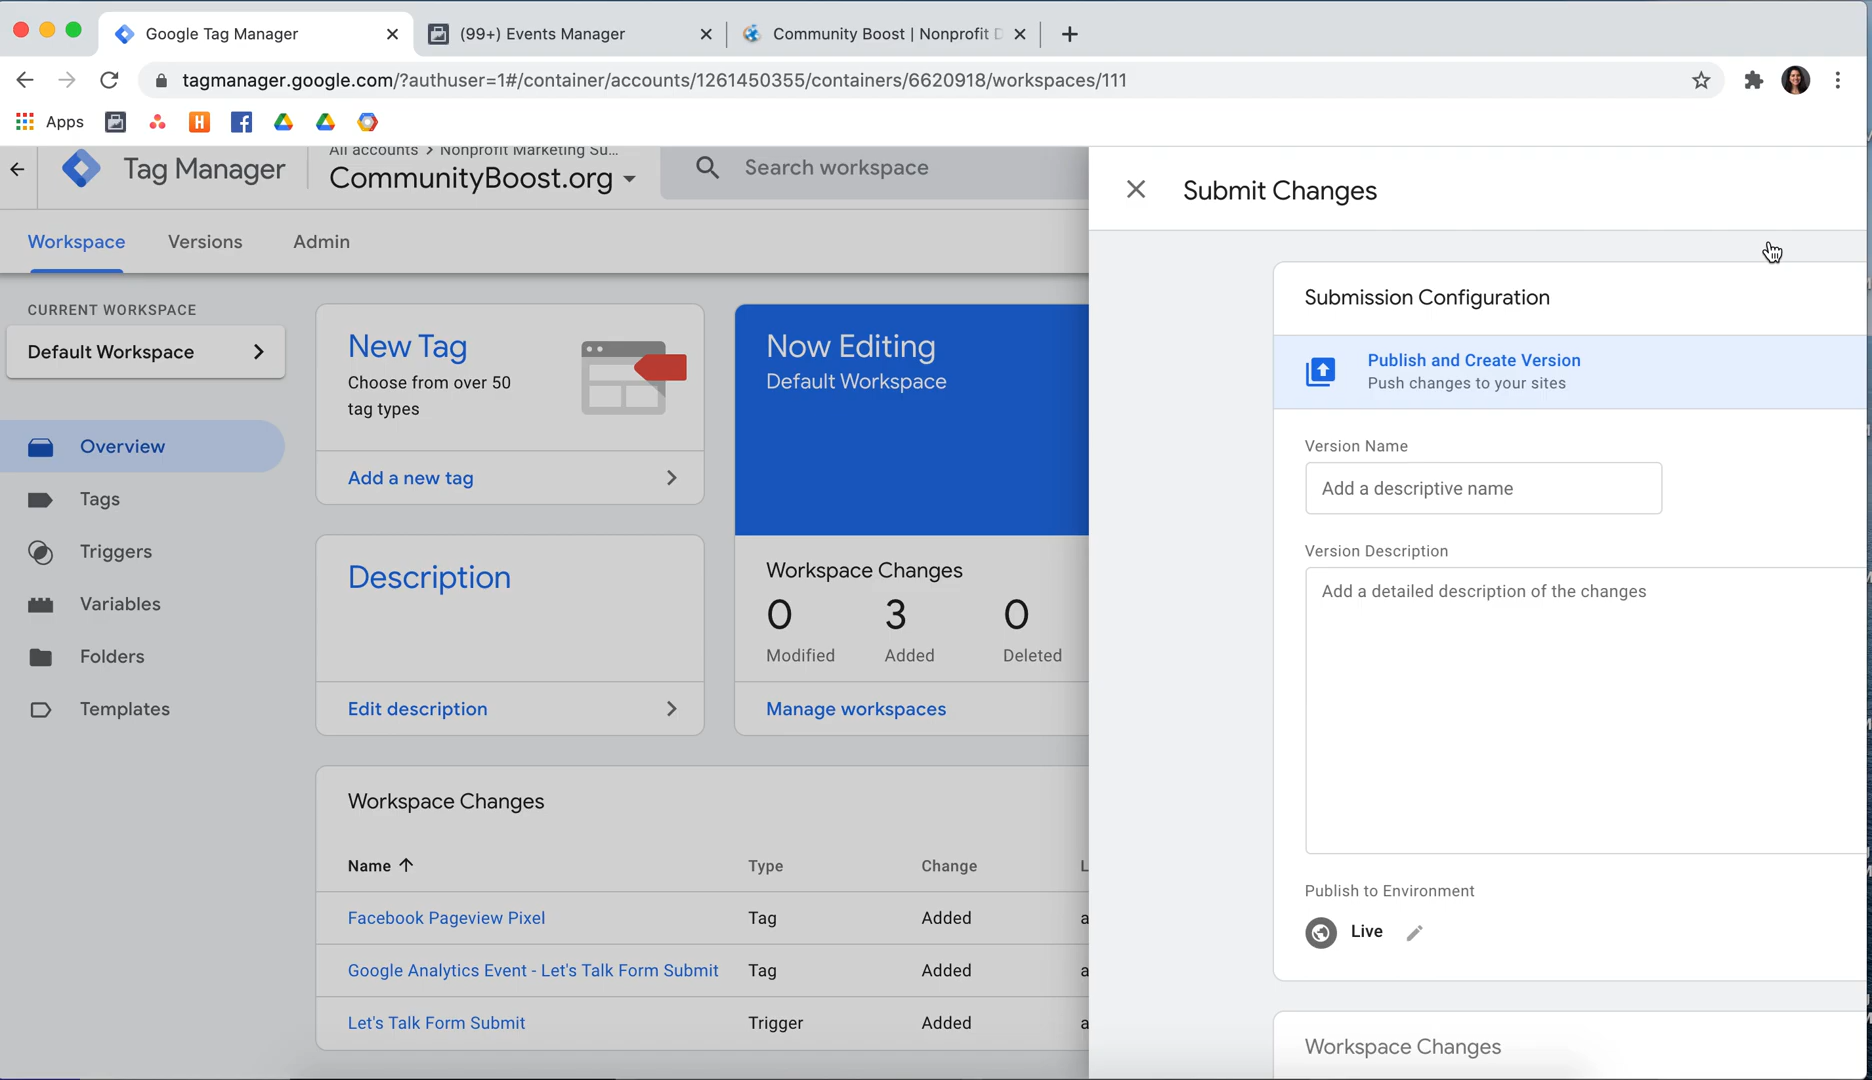 Google Tag Manager
(99+) Events Manager
Community Boost | Nonprofit D
tagmanager.google.com/?authuser=1#/container/accounts/1261450355/containers/6620918/workspaces/111
Apps
H
Tag Manager
All accounts > Nonprofit Marketing Su...
CommunityBoost.org
Search workspace
Submit Changes
Workspace
Versions
Admin
CURRENT WORKSPACE
Default Workspace
Overview
Tags
Triggers
Variables
Folders
Templates
New Tag
Choose from over 50
tag types
Add a new tag
Description
Edit description
Now Editing
Default Workspace
Workspace Changes
0 3 0
Modified Added Deleted
Manage workspaces
Workspace Changes
Name Type Change L
Facebook Pageview Pixel Tag Added a
Google Analytics Event - Let's Talk Form Submit Tag Added a
Let's Talk Form Submit Trigger Added a
Submission Configuration
Publish and Create Version
Push changes to your sites
Version Name
Add a descriptive name
Version Description
Add a detailed description of the changes
Publish to Environment
Live
Workspace Changes